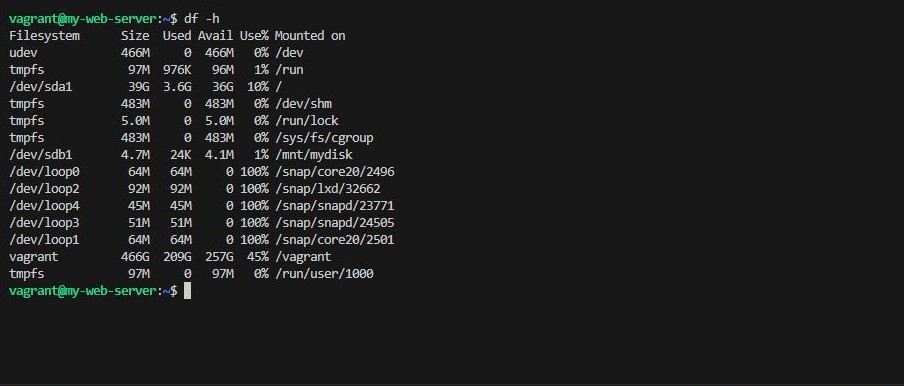 vagrant@my-web-server:~$ df -h
Filesystem      Size  Used Avail Use% Mounted on
udev            466M     0  466M   0% /dev
tmpfs            97M  976K   96M   1% /run
/dev/sda1        39G  3.6G   36G  10% /
tmpfs           483M     0  483M   0% /dev/shm
tmpfs           5.0M     0  5.0M   0% /run/lock
tmpfs           483M     0  483M   0% /sys/fs/cgroup
/dev/sdb1       4.7M   24K  4.1M   1% /mnt/mydisk
/dev/loop0       64M   64M     0 100% /snap/core20/2496
/dev/loop2       92M   92M     0 100% /snap/lxd/32662
/dev/loop4       45M   45M     0 100% /snap/snapd/23771
/dev/loop3       51M   51M     0 100% /snap/snapd/24505
/dev/loop1       64M   64M     0 100% /snap/core20/2501
vagrant         466G  209G  257G  45% /vagrant
tmpfs            97M     0   97M   0% /run/user/1000
vagrant@my-web-server:~$